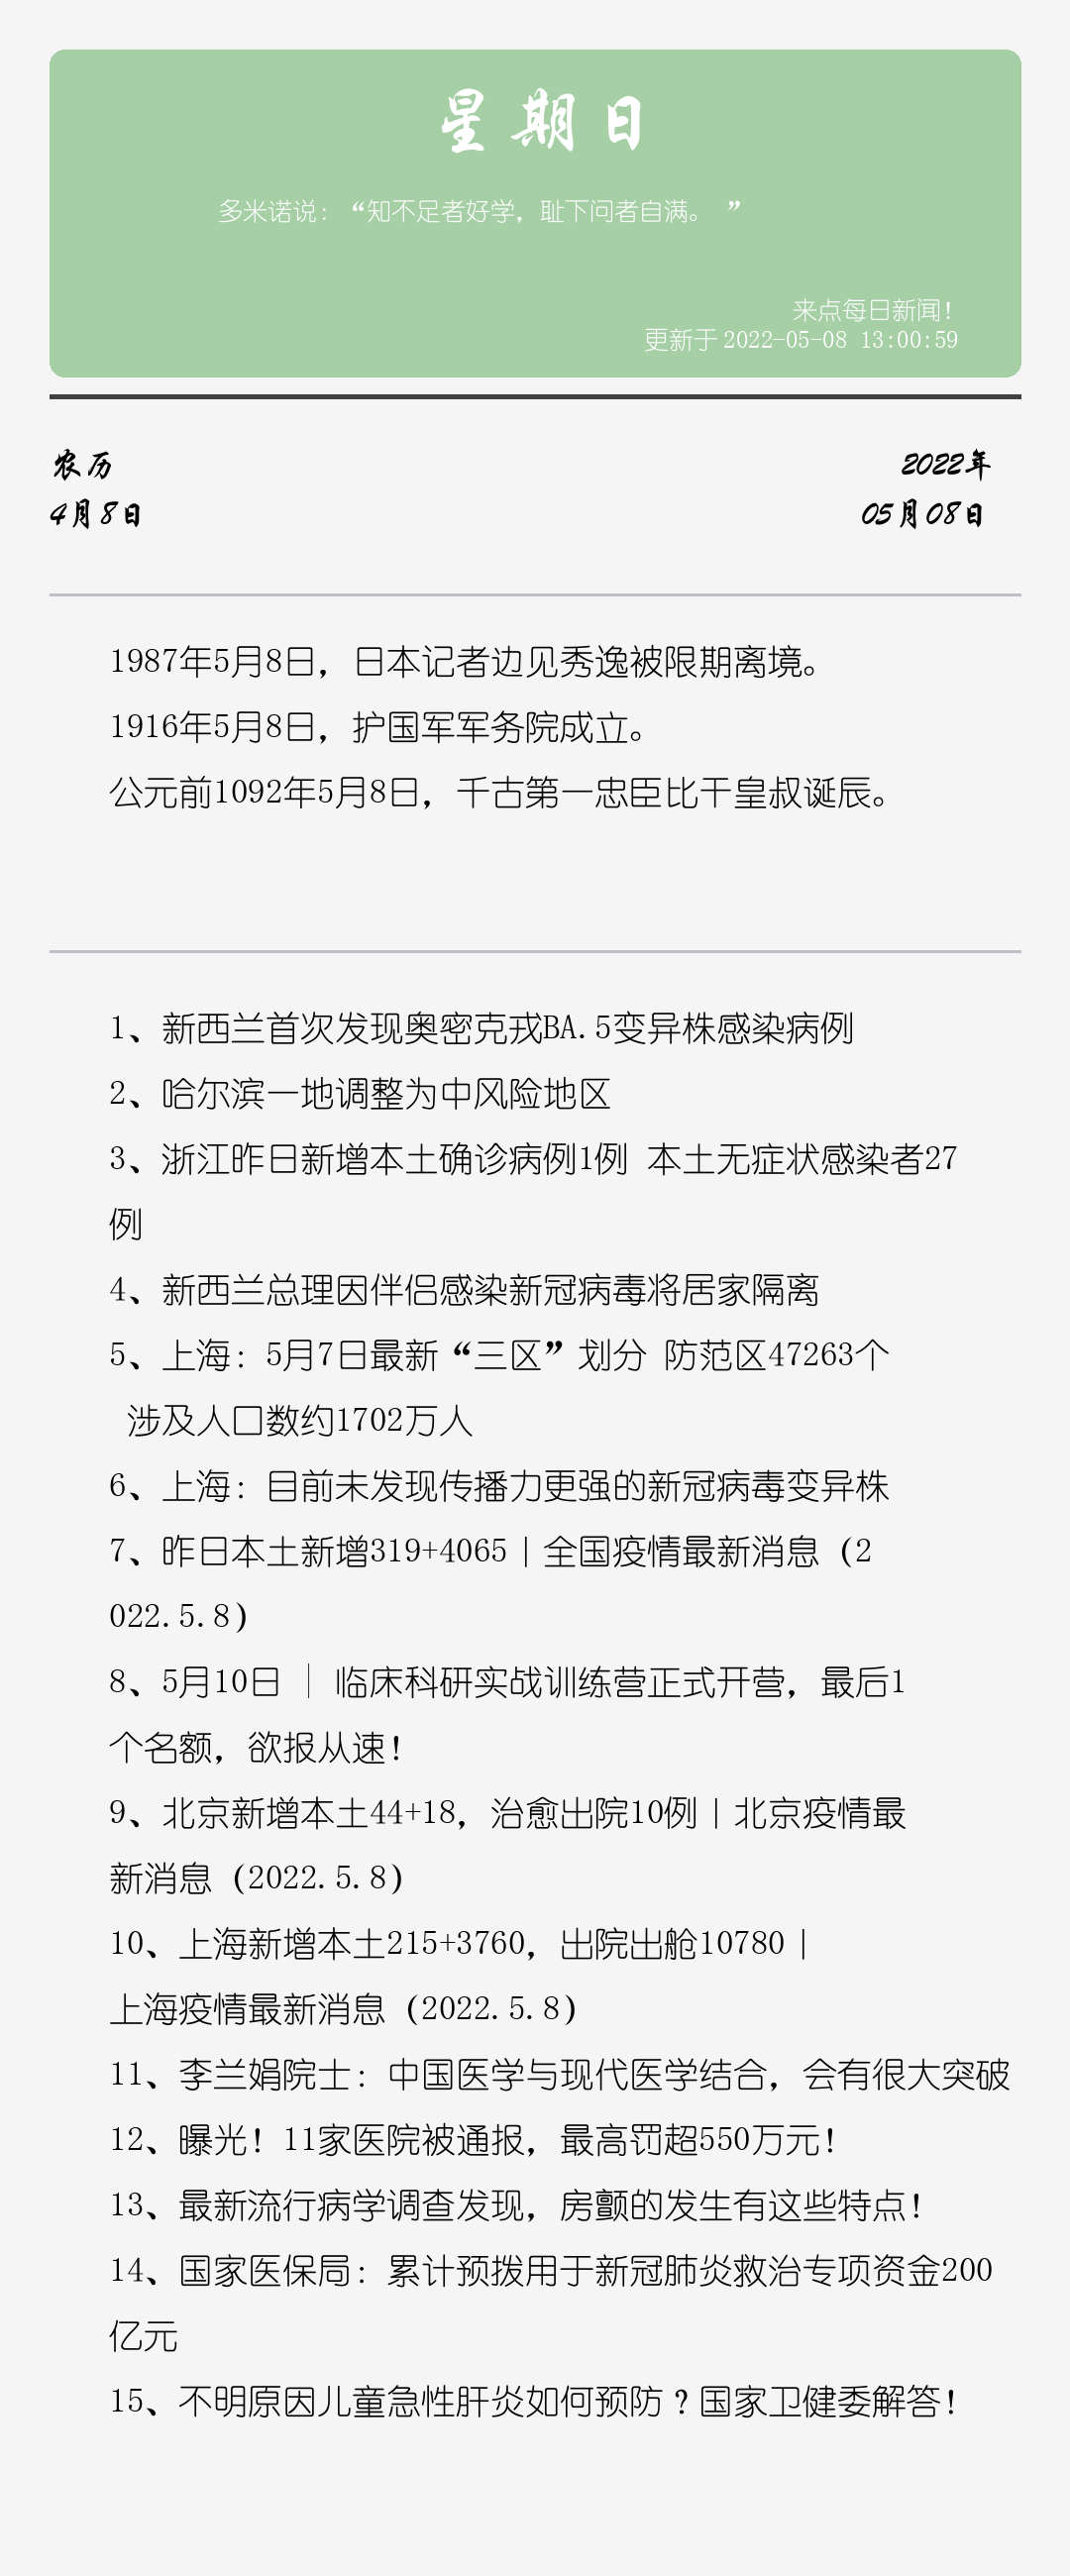 星期日
多米诺说：“知不足者好学，耻下问者自满。 ”
来点每日新闻！
更新于 2022-05-08 13:00:59
农历
2022年
4月8日
05月08日
1987年5月8日，日本记者边见秀逸被限期离境。
1916年5月8日，护国军军务院成立。
公元前1092年5月8日，千古第一忠臣比干皇叔诞辰。
1、新西兰首次发现奥密克戎BA.5变异株感染病例
2、哈尔滨一地调整为中风险地区
3、浙江昨日新增本土确诊病例1例 本土无症状感染者27
例
4、新西兰总理因伴侣感染新冠病毒将居家隔离
5、上海：5月7日最新“三区”划分 防范区47263个
涉及人口数约1702万人
6、上海：目前未发现传播力更强的新冠病毒变异株
7、昨日本土新增319+4065｜全国疫情最新消息（2
022.5.8）
8、5月10日 │ 临床科研实战训练营正式开营，最后1
个名额，欲报从速！
9、北京新增本土44+18，治愈出院10例｜北京疫情最
新消息（2022.5.8）
10、上海新增本土215+3760，出院出舱10780｜
上海疫情最新消息（2022.5.8）
11、李兰娟院士：中国医学与现代医学结合，会有很大突破
12、曝光！11家医院被通报，最高罚超550万元！
13、最新流行病学调查发现，房颤的发生有这些特点！
14、国家医保局：累计预拨用于新冠肺炎救治专项资金200
亿元
15、不明原因儿童急性肝炎如何预防？国家卫健委解答！